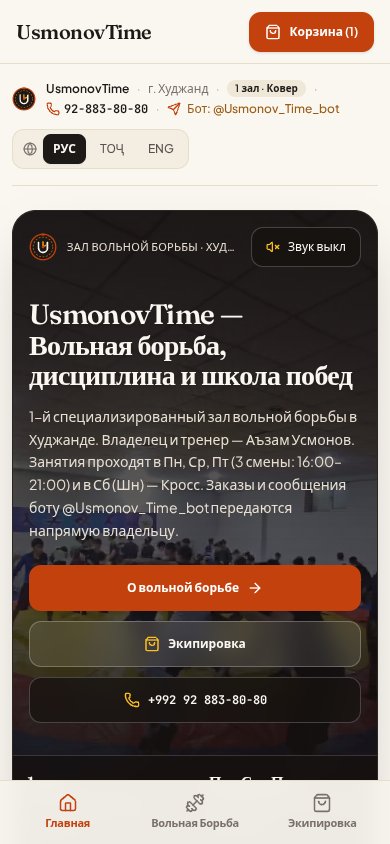 UsmonovTime
Корзина (1)
UsmonovTime · г. Худжанд · 1 зал · Ковер ·
92-883-80-80 · Бот: @Usmonov_Time_bot
РУС ТОҶ ENG
ЗАЛ ВОЛЬНОЙ БОРЬБЫ · ХУД...
Звук выкл
UsmonovTime —
Вольная борьба,
дисциплина и школа побед
1-й специализированный зал вольной борьбы в
Худжанде. Владелец и тренер — Аъзам Усмонов.
Занятия проходят в Пн, Ср, Пт (3 смены: 16:00–
21:00) и в Сб (Шн) — Кросс. Заказы и сообщения
боту @Usmonov_Time_bot передаются
напрямую владельцу.
О вольной борьбе
Экипировка
+992 92 883-80-80
Главная
Вольная Борьба
Экипировка